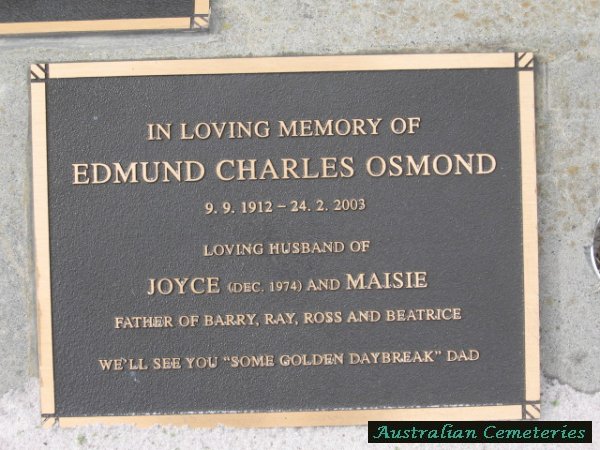 IN LOVING MEMORY OF
EDMUND CHARLES OSMOND
9. 9. 1912 – 24. 2. 2003
LOVING HUSBAND OF
JOYCE (DEC. 1974) AND MAISIE
FATHER OF BARRY, RAY, ROSS AND BEATRICE
WE'LL SEE YOU "SOME GOLDEN DAYBREAK" DAD
Australian Cemeteries